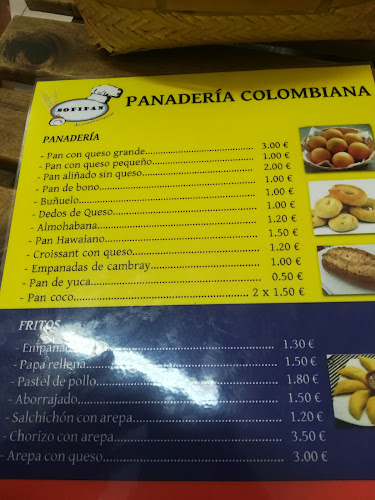 SOFIPAN
PANADERÍA COLOMBIANA
PANADERÍA
- Pan con queso grande 3.00 €
- Pan con queso pequeño 1.00 €
- Pan aliñado sin queso 2.00 €
- Pan de bono 1.00 €
- Buñuelo 1.00 €
- Dedos de Queso 1.00 €
- Almohabana 1.20 €
- Pan Hawaiano 1.50 €
- Croissant con queso 1.20 €
- Empanadas de cambray 1.00 €
- Pan de yuca 0.50 €
- Pan coco 2 x 1.50 €
FRITOS
- Empanada 1.30 €
- Papa rellena 1.50 €
- Pastel de pollo 1.80 €
- Aborrajado 1.50 €
- Salchichón con arepa 1.20 €
- Chorizo con arepa 3.50 €
- Arepa con queso 3.00 €